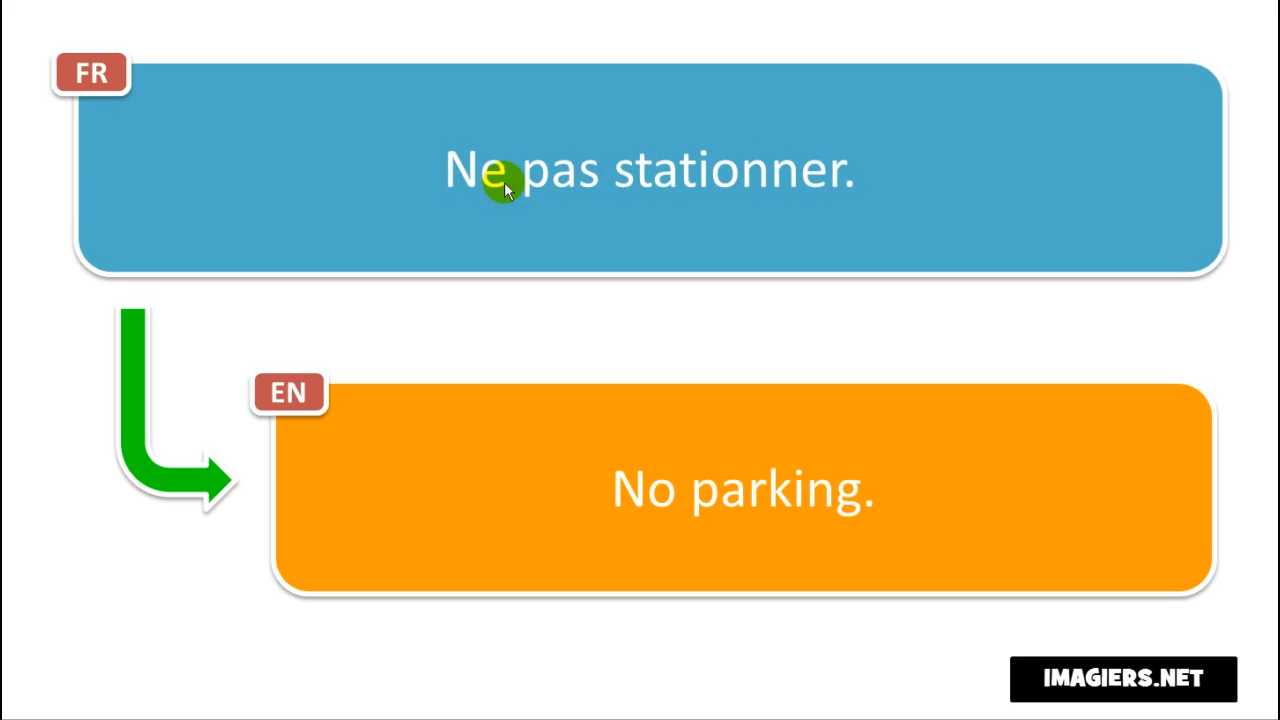 FR
Ne pas stationner.
EN
No parking.
IMAGIERS.NET